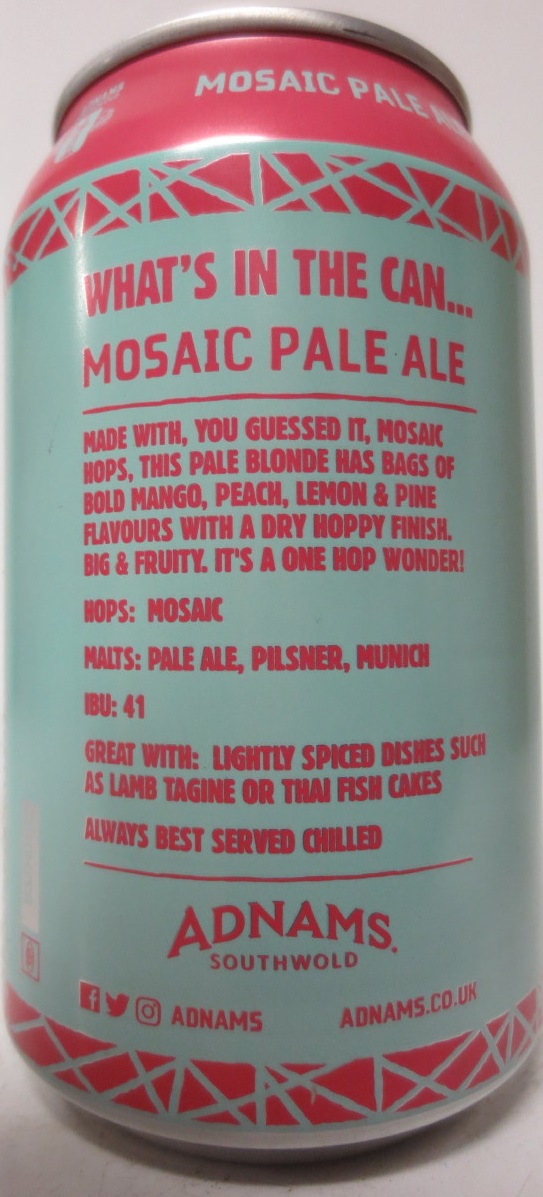 MOSAIC PALE ALE
WHAT'S IN THE CAN...
MOSAIC PALE ALE
MADE WITH, YOU GUESSED IT, MOSAIC
HOPS, THIS PALE BLONDE HAS BAGS OF
BOLD MANGO, PEACH, LEMON & PINE
FLAVOURS WITH A DRY HOPPY FINISH.
BIG & FRUITY. IT'S A ONE HOP WONDER!
HOPS: MOSAIC
MALTS: PALE ALE, PILSNER, MUNICH
IBU: 41
GREAT WITH: LIGHTLY SPICED DISHES SUCH
AS LAMB TAGINE OR THAI FISH CAKES
ALWAYS BEST SERVED CHILLED
ADNAMS
SOUTHWOLD
ADNAMS ADNAMS.CO.UK